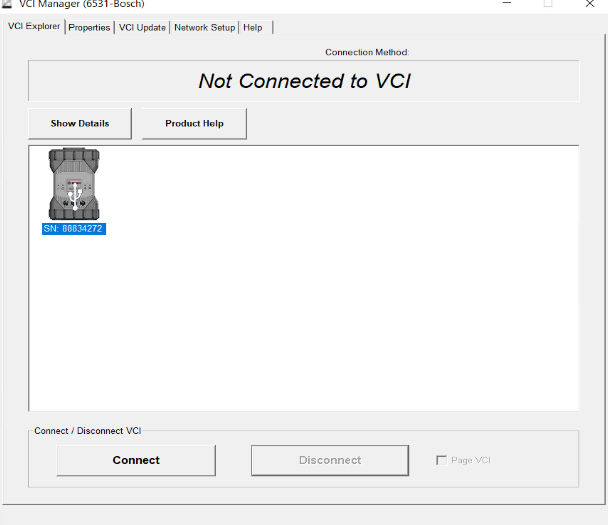 VCI Manager (6531-Bosch)
VCI Explorer Properties VCI Update Network Setup Help
Connection Method:
Not Connected to VCI
Show Details Product Help
SN: 88834272
Connect / Disconnect VCI
Connect Disconnect Page VCI